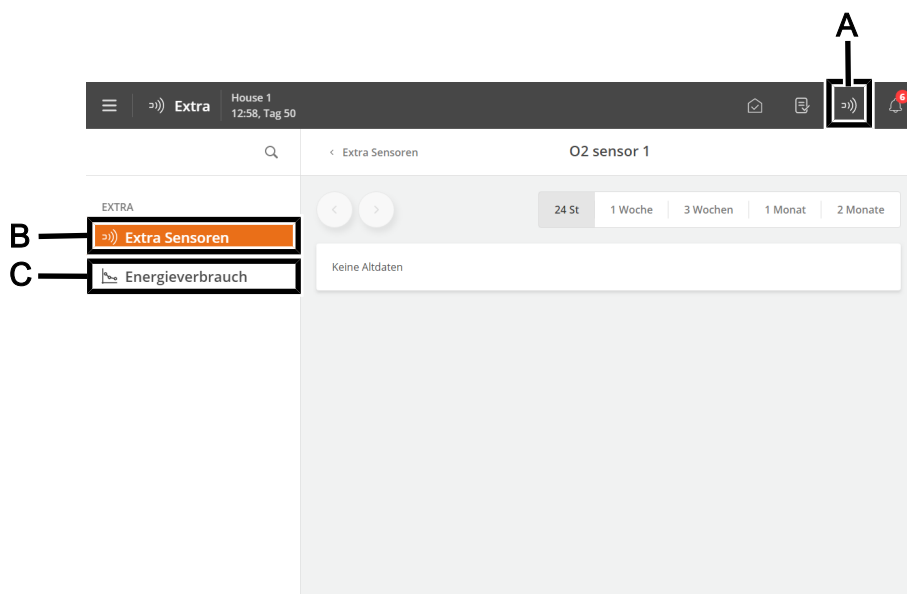 A
Extra
House 1
12:58, Tag 50
6
< Extra Sensoren
O2 sensor 1
EXTRA
24 St
1 Woche
3 Wochen
1 Monat
2 Monate
B
Extra Sensoren
C
Energieverbrauch
Keine Altdaten